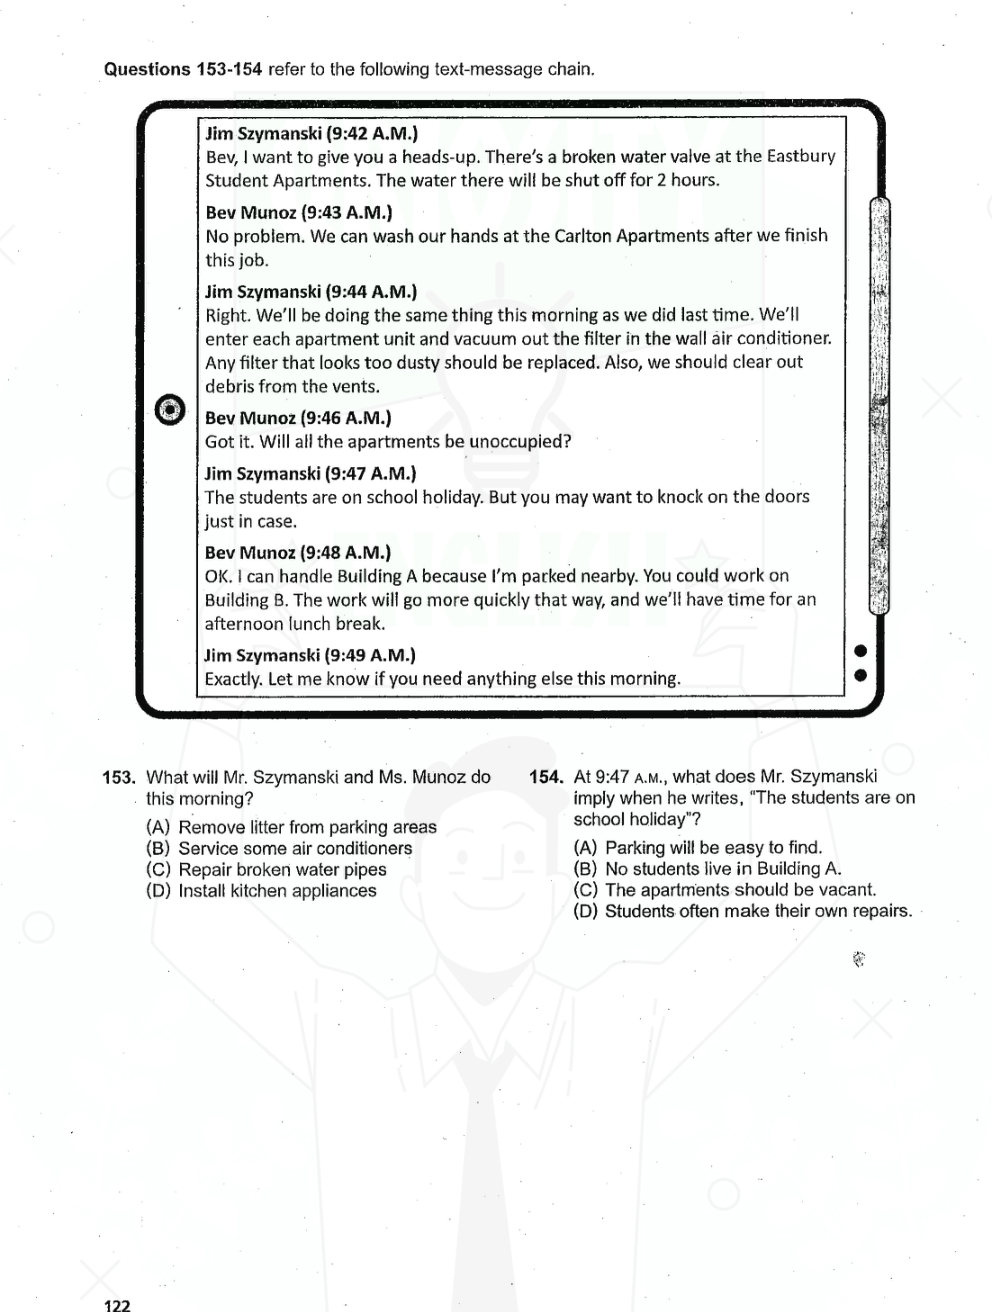 Questions 153-154 refer to the following text-message chain.
Jim Szymanski (9:42 A.M.)
Bev, I want to give you a heads-up. There's a broken water valve at the Eastbury
Student Apartments. The water there will be shut off for 2 hours.
Bev Munoz (9:43 A.M.)
No problem. We can wash our hands at the Carlton Apartments after we finish
this job.
Jim Szymanski (9:44 A.M.)
Right. We'll be doing the same thing this morning as we did last time. We'll
enter each apartment unit and vacuum out the filter in the wall air conditioner.
Any filter that looks too dusty should be replaced. Also, we should clear out
debris from the vents.
Bev Munoz (9:46 A.M.)
Got it. Will all the apartments be unoccupied?
Jim Szymanski (9:47 A.M.)
The students are on school holiday. But you may want to knock on the doors
just in case.
Bev Munoz (9:48 A.M.)
OK. I can handle Building A because I'm parked nearby. You could work on
Building B. The work will go more quickly that way, and we'll have time for an
afternoon lunch break.
Jim Szymanski (9:49 A.M.)
Exactly. Let me know if you need anything else this morning.
153. What will Mr. Szymanski and Ms. Munoz do
this morning?
(A) Remove litter from parking areas
(B) Service some air conditioners
(C) Repair broken water pipes
(D) Install kitchen appliances
154. At 9:47 A.M., what does Mr. Szymanski
imply when he writes, "The students are on
school holiday"?
(A) Parking will be easy to find.
(B) No students live in Building A.
(C) The apartments should be vacant.
(D) Students often make their own repairs.
122